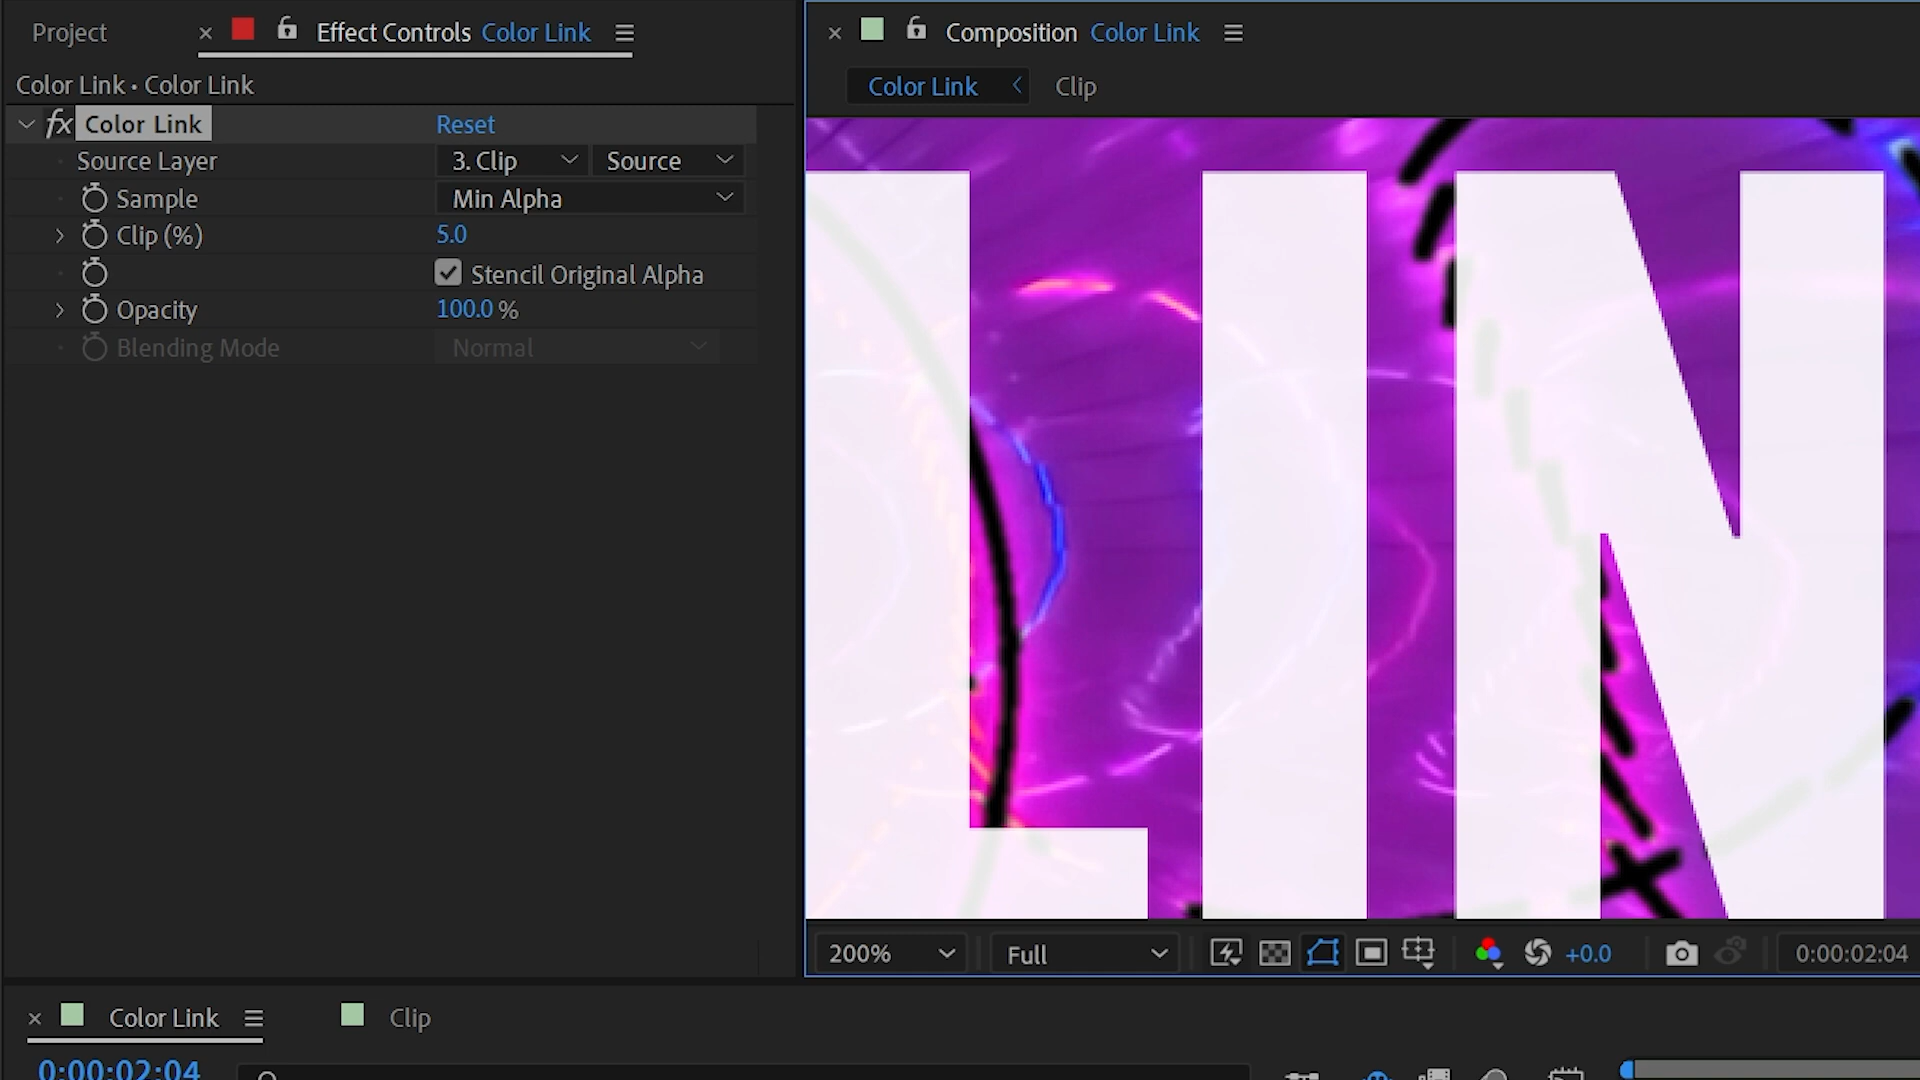 Project
Effect Controls Color Link
Composition Color Link
Color Link • Color Link
Color Link
Clip
fx Color Link Reset
Source Layer 3. Clip Source
Sample Min Alpha
Clip (%) 5.0
Stencil Original Alpha
Opacity 100.0 %
Blending Mode Normal
LIN
200%
Full
+0.0
0:00:02:04
Color Link
Clip
0:00:02:04